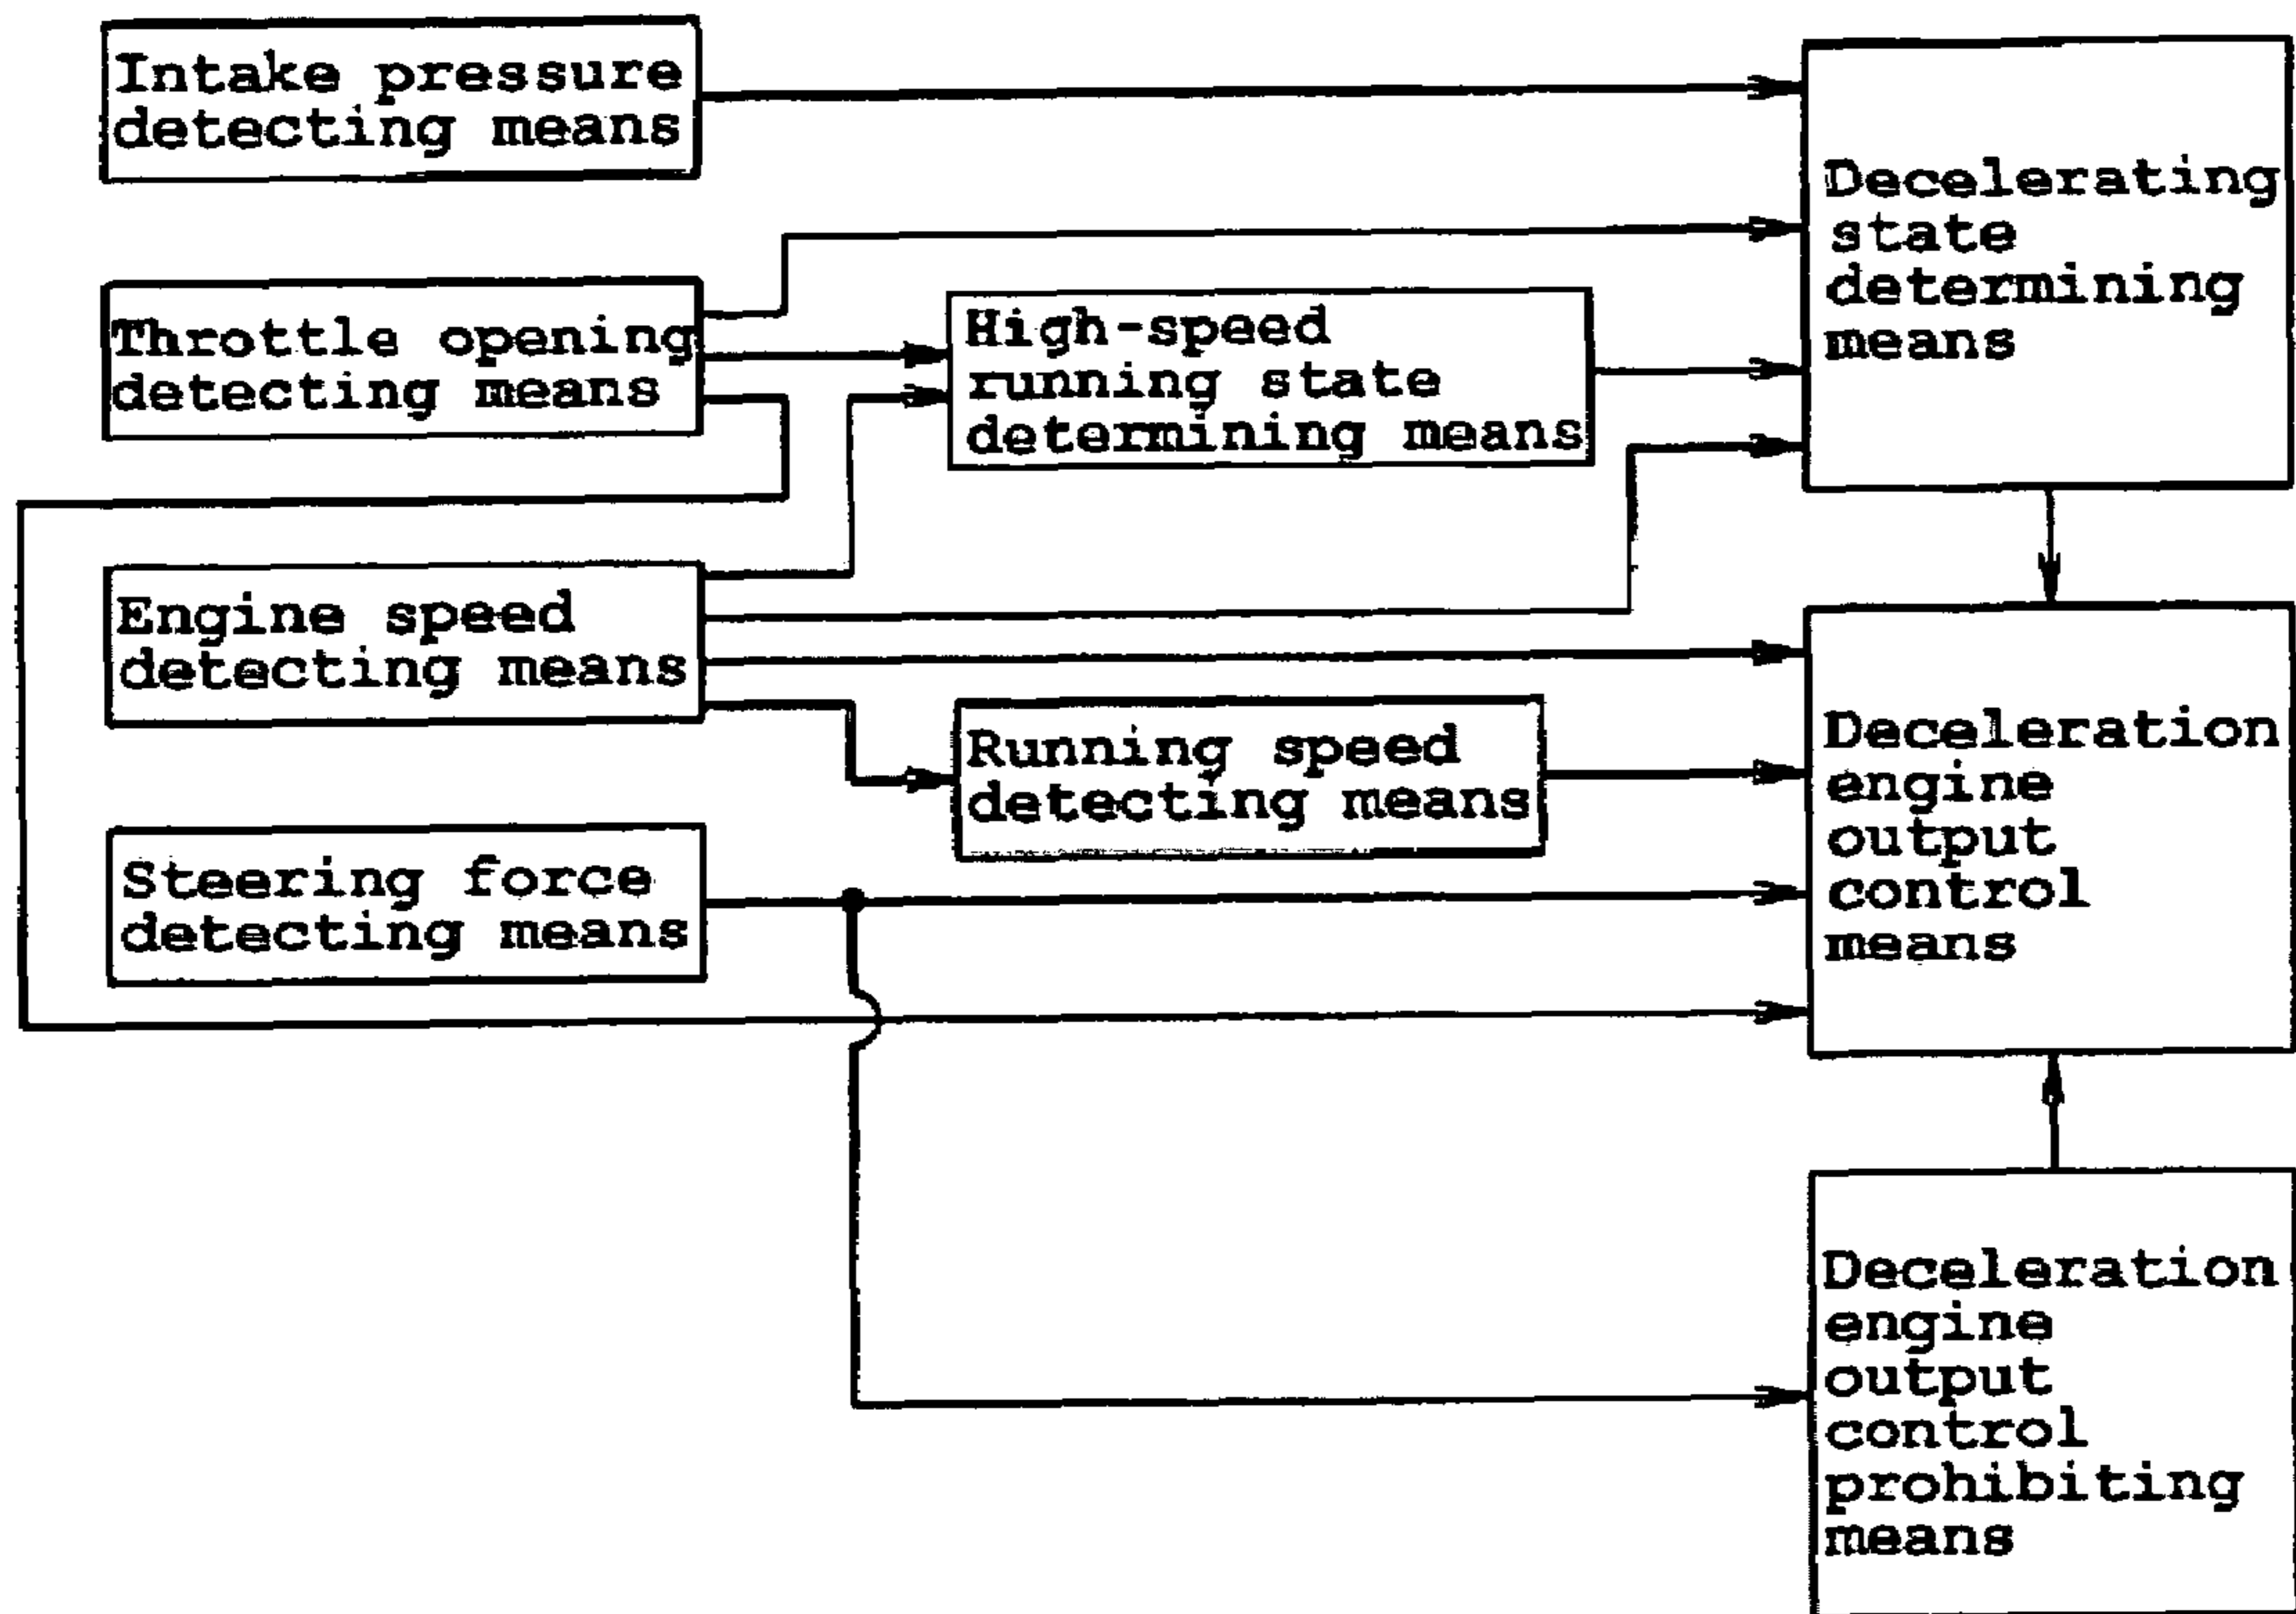 Intake pressure
detecting means
Throttle opening
detecting means
Engine speed
detecting means
Steering force
detecting means
High-speed
running state
determining means
Running speed
detecting means
Decelerating
state
determining
means
Deceleration
engine
output
control
means
Deceleration
engine
output
control
prohibiting
means